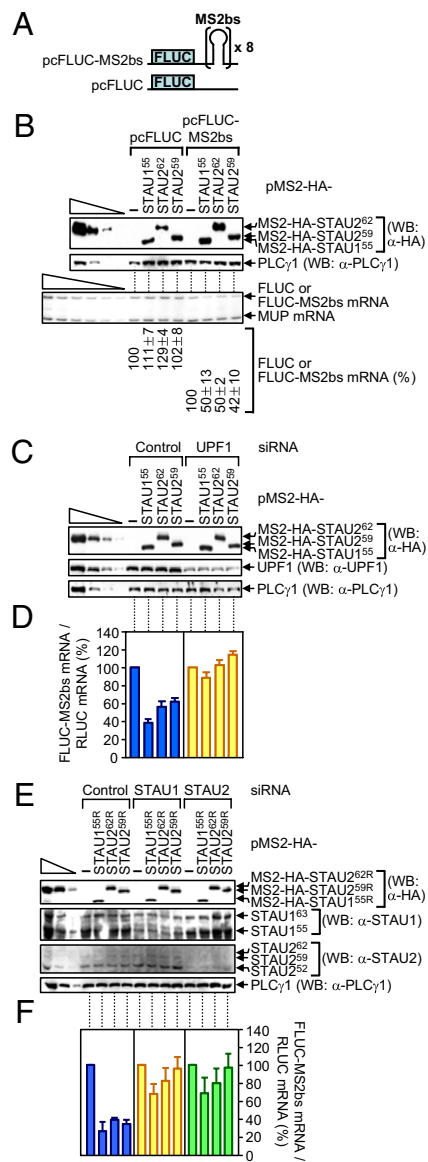 A
MS2bs
pcFLUC-MS2bs FLUC x 8
pcFLUC FLUC
B
pcFLUC pcFLUC-MS2bs
– STAU1⁵⁵ STAU2⁶² STAU2⁵⁹ – STAU1⁵⁵ STAU2⁶² STAU2⁵⁹ pMS2-HA-
MS2-HA-STAU2⁶²
MS2-HA-STAU2⁵⁹ (WB: α-HA)
MS2-HA-STAU1⁵⁵
PLCγ1 (WB: α-PLCγ1)
FLUC or
FLUC-MS2bs mRNA
MUP mRNA
100 111±7 129±4 102±8 100 50±13 50±2 42±10
FLUC or
FLUC-MS2bs mRNA (%)
C
Control UPF1 siRNA
– STAU1⁵⁵ STAU2⁶² STAU2⁵⁹ – STAU1⁵⁵ STAU2⁶² STAU2⁵⁹ pMS2-HA-
MS2-HA-STAU2⁶²
MS2-HA-STAU2⁵⁹ (WB: α-HA)
MS2-HA-STAU1⁵⁵
UPF1 (WB: α-UPF1)
PLCγ1 (WB: α-PLCγ1)
D
FLUC-MS2bs mRNA /
RLUC mRNA (%)
140
120
100
80
60
40
20
0
E
Control STAU1 STAU2 siRNA
– STAU1⁵⁵ᴿ STAU2⁶²ᴿ STAU2⁵⁹ᴿ – STAU1⁵⁵ᴿ STAU2⁶²ᴿ STAU2⁵⁹ᴿ – STAU1⁵⁵ᴿ STAU2⁶²ᴿ STAU2⁵⁹ᴿ pMS2-HA-
MS2-HA-STAU2⁶²ᴿ
MS2-HA-STAU2⁵⁹ᴿ (WB: α-HA)
MS2-HA-STAU1⁵⁵ᴿ
STAU1⁶³ (WB: α-STAU1)
STAU1⁵⁵
STAU2⁶²
STAU2⁵⁹ (WB: α-STAU2)
STAU2⁵²
PLCγ1 (WB: α-PLCγ1)
F
140
120
100
80
60
40
20
0
FLUC-MS2bs mRNA /
RLUC mRNA (%)